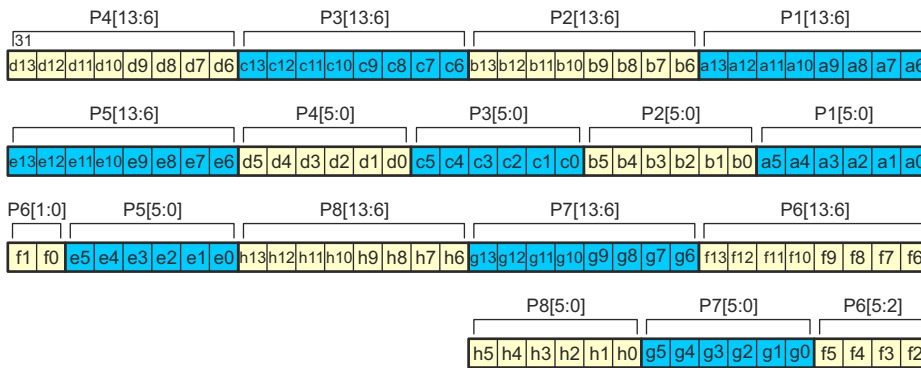 P4[13:6] P3[13:6] P2[13:6] P1[13:6]
31
d13 d12 d11 d10 d9 d8 d7 d6 c13 c12 c11 c10 c9 c8 c7 c6 b13 b12 b11 b10 b9 b8 b7 b6 a13 a12 a11 a10 a9 a8 a7 a6
P5[13:6] P4[5:0] P3[5:0] P2[5:0] P1[5:0]
e13 e12 e11 e10 e9 e8 e7 e6 d5 d4 d3 d2 d1 d0 c5 c4 c3 c2 c1 c0 b5 b4 b3 b2 b1 b0 a5 a4 a3 a2 a1 a0
P6[1:0] P5[5:0] P8[13:6] P7[13:6] P6[13:6]
f1 f0 e5 e4 e3 e2 e1 e0 h13 h12 h11 h10 h9 h8 h7 h6 g13 g12 g11 g10 g9 g8 g7 g6 f13 f12 f11 f10 f9 f8 f7 f6
P8[5:0] P7[5:0] P6[5:2]
h5 h4 h3 h2 h1 h0 g5 g4 g3 g2 g1 g0 f5 f4 f3 f2